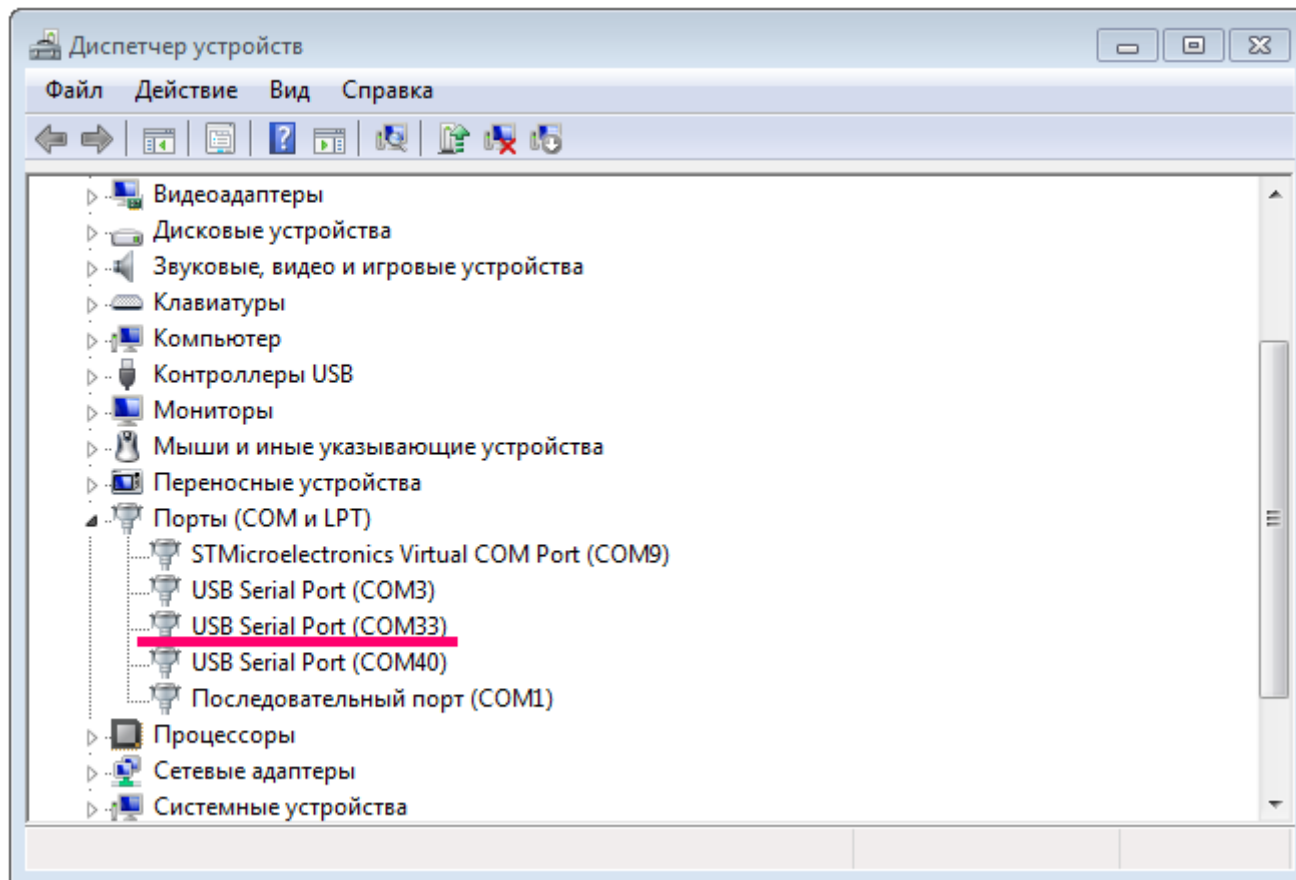 Диспетчер устройств
Файл Действие Вид Справка
Видеоадаптеры
Дисковые устройства
Звуковые, видео и игровые устройства
Клавиатуры
Компьютер
Контроллеры USB
Мониторы
Мыши и иные указывающие устройства
Переносные устройства
Порты (COM и LPT)
STMicroelectronics Virtual COM Port (COM9)
USB Serial Port (COM3)
USB Serial Port (COM33)
USB Serial Port (COM40)
Последовательный порт (COM1)
Процессоры
Сетевые адаптеры
Системные устройства